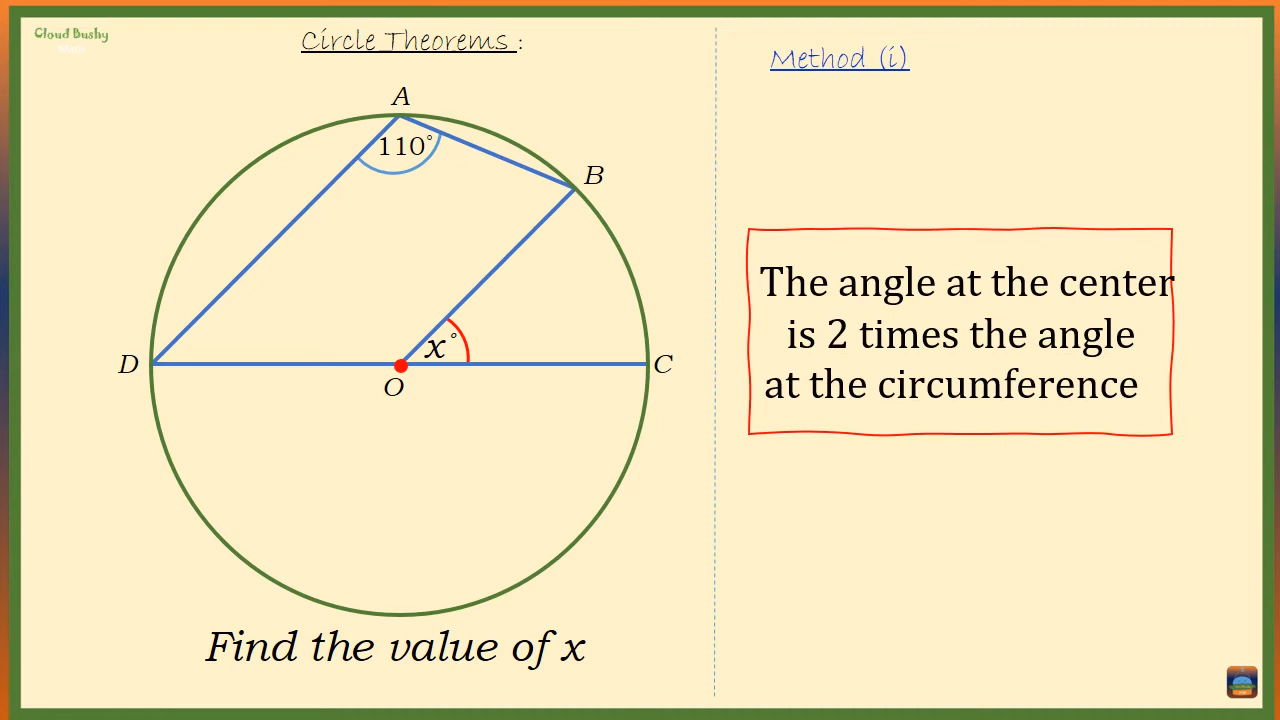 Cloud Bushy
Math
Circle Theorems :
Method (i)
A
110°
B
The angle at the center
is 2 times the angle
at the circumference
x°
D
C
O
Find the value of x